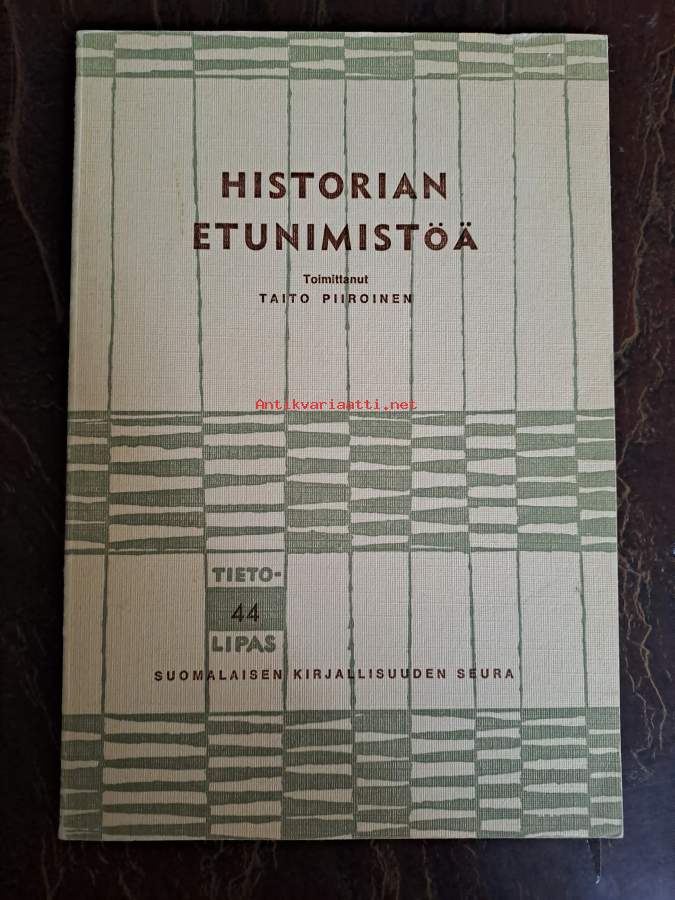 HISTORIAN
ETUNIMISTÖÄ
Toimittanut
TAITO PIIROINEN
Antikvariaatti.net
TIETO-
44
LIPAS
SUOMALAISEN KIRJALLISUUDEN SEURA